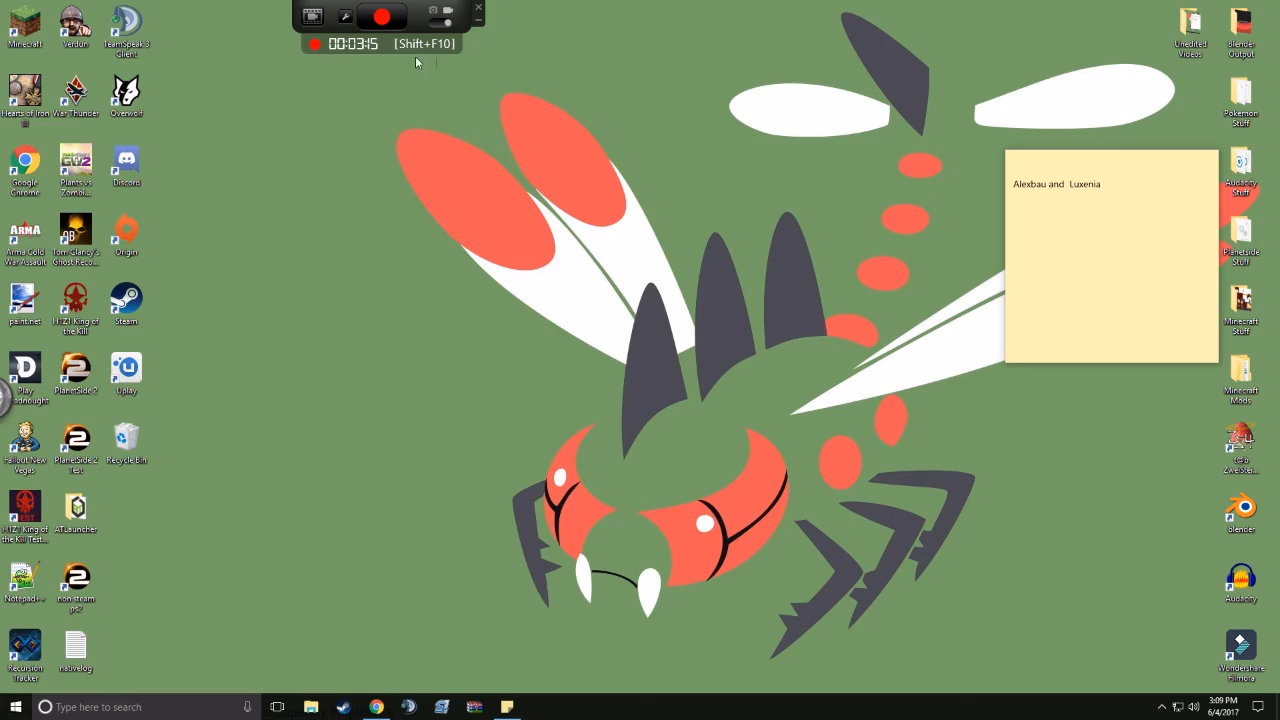 00:03:15 [Shift+F10]
Minecraft
Verdun
TeamSpeak 3
Client
Hearts of Iron
III
War Thunder
Overwolf
Google
Chrome
Plants vs
Zombi...
Discord
ARMA
Arma Cold
War Assault
Tom Clancy's
Ghost Reco...
Origin
paint.net
H1Z1 King of
the Kill
Steam
Play
PlanetSide 2
Uplay
Fallout New
Vegas
PlanetSide 2
Test
Recycle Bin
H1Z1 King of
the Kill Test...
ATLauncher
Notepad++
non steam
ps2
Recursion
Tracker
nativelog
Unedited
Videos
Blender
Output
Pokemon
Stuff
Audacity
Stuff
Planetside
Stuff
Minecraft
Stuff
Minecraft
Mods
ZweiStei...
blender
Audacity
Wondershare
Filmora
Alexbau and  Luxenia
Type here to search
3:09 PM
6/4/2017